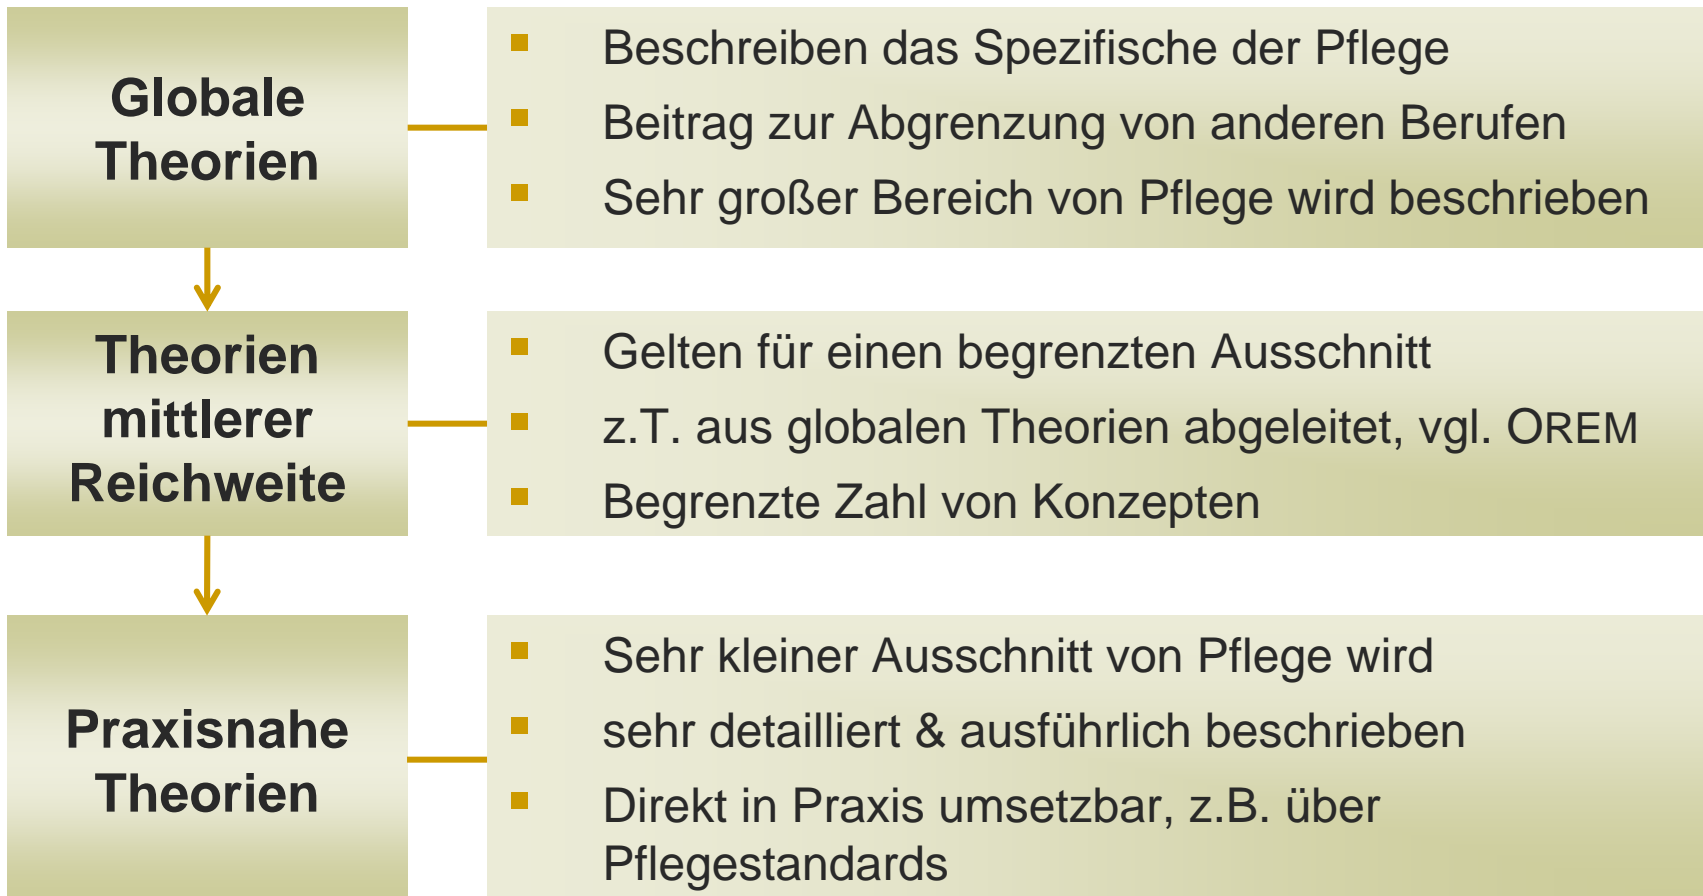 Globale
Theorien
Beschreiben das Spezifische der Pflege
Beitrag zur Abgrenzung von anderen Berufen
Sehr großer Bereich von Pflege wird beschrieben
Theorien
mittlerer
Reichweite
Gelten für einen begrenzten Ausschnitt
z.T. aus globalen Theorien abgeleitet, vgl. OREM
Begrenzte Zahl von Konzepten
Praxisnahe
Theorien
Sehr kleiner Ausschnitt von Pflege wird
sehr detailliert & ausführlich beschrieben
Direkt in Praxis umsetzbar, z.B. über
Pflegestandards